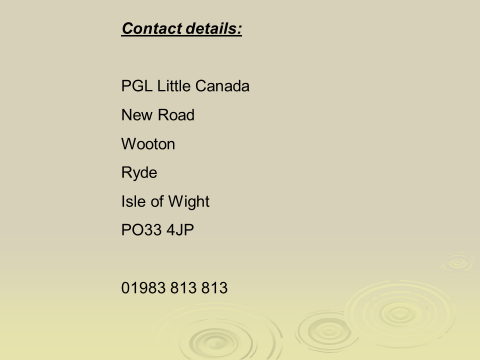 Contact details:
PGL Little Canada
New Road
Wooton
Ryde
Isle of Wight
PO33 4JP
01983 813 813